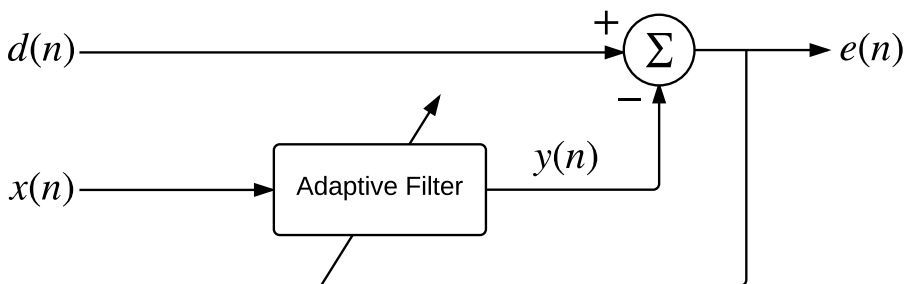 +
d(n)
Σ
e(n)
−
y(n)
x(n)
Adaptive Filter